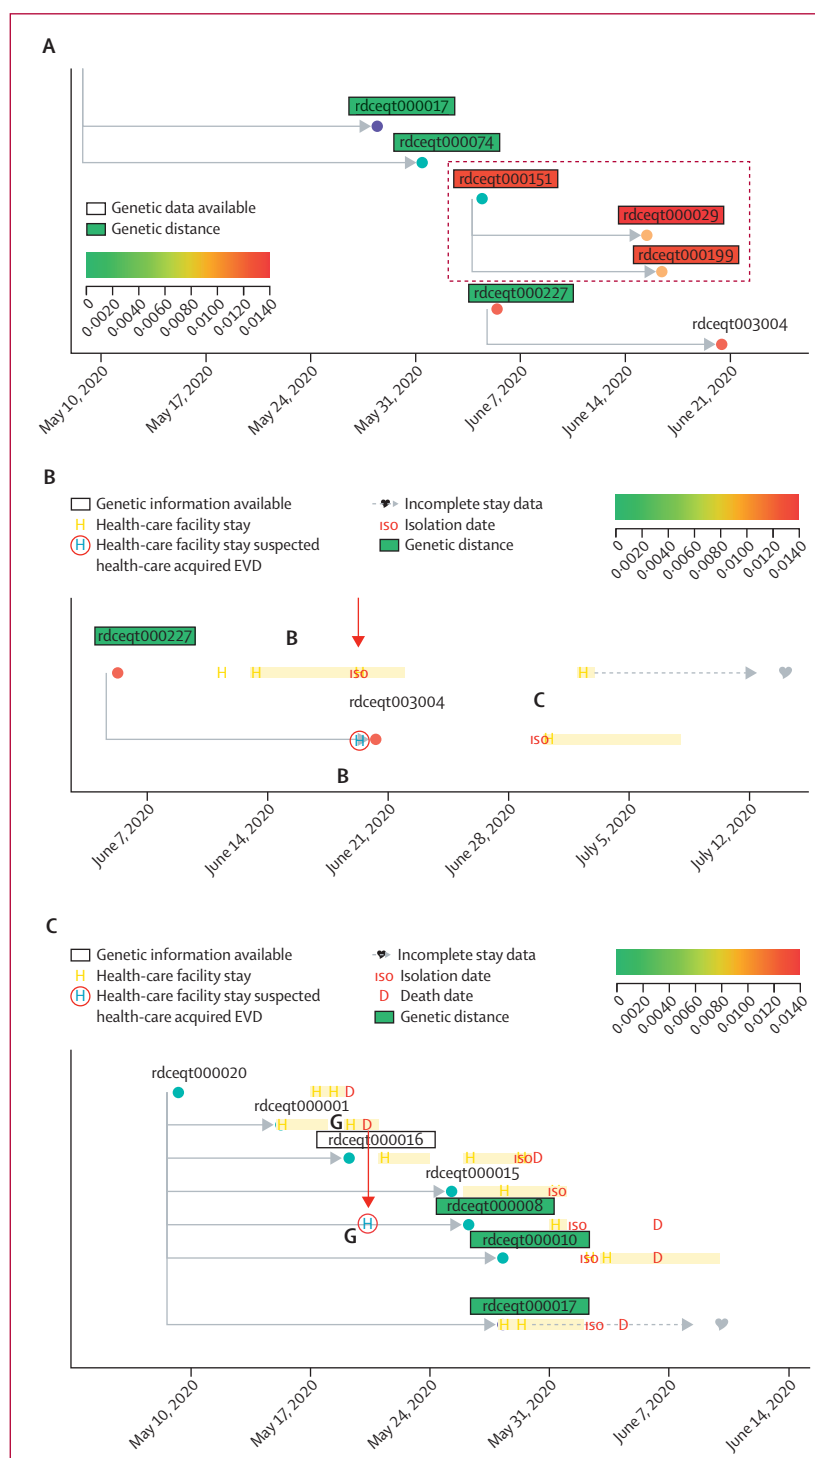 A
rdceqt000017
rdceqt000074
rdceqt000151
Genetic data available
rdceqt000029
Genetic distance
rdceqt000199
rdceqt000227
0
0·0020
0·0040
0·0060
0·0080
0·0100
0·0120
0·0140
rdceqt003004
May 10, 2020
May 17, 2020
May 24, 2020
May 31, 2020
June 7, 2020
June 14, 2020
June 21, 2020
B
Genetic information available
Incomplete stay data
H Health-care facility stay
ISO Isolation date
H Health-care facility stay suspected
health-care acquired EVD
Genetic distance
0
0·0020
0·0040
0·0060
0·0080
0·0100
0·0120
0·0140
rdceqt000227
B
H H ISO H
rdceqt003004
C
H ISO H
B
June 7, 2020
June 14, 2020
June 21, 2020
June 28, 2020
July 5, 2020
July 12, 2020
C
Genetic information available
Incomplete stay data
H Health-care facility stay
ISO Isolation date
H Health-care facility stay suspected
health-care acquired EVD
D Death date
Genetic distance
0
0·0020
0·0040
0·0060
0·0080
0·0100
0·0120
0·0140
rdceqt000020
H H D
rdceqt000001
H G H D
rdceqt000016
H H ISO D
rdceqt000015
H ISO
rdceqt000008
H H ISO D
G
rdceqt000010
ISO H D
rdceqt000017
H H ISO D
May 10, 2020
May 17, 2020
May 24, 2020
May 31, 2020
June 7, 2020
June 14, 2020